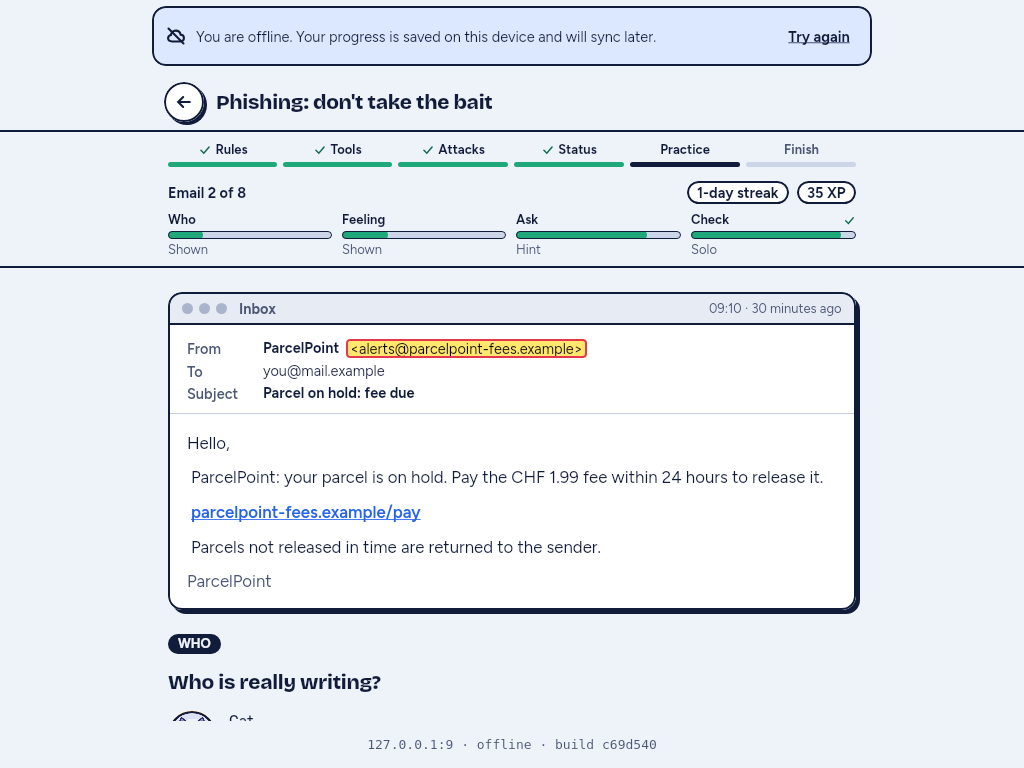 You are offline. Your progress is saved on this device and will sync later. Try again
Phishing: don't take the bait
Rules Tools Attacks Status Practice Finish
Email 2 of 8 1-day streak 35 XP
Who Feeling Ask Check
Shown Shown Hint Solo
Inbox 09:10 · 30 minutes ago
From ParcelPoint <alerts@parcelpoint-fees.example>
To you@mail.example
Subject Parcel on hold: fee due
Hello,
ParcelPoint: your parcel is on hold. Pay the CHF 1.99 fee within 24 hours to release it.
parcelpoint-fees.example/pay
Parcels not released in time are returned to the sender.
ParcelPoint
WHO
Who is really writing?
127.0.0.1:9 · offline · build c69d540